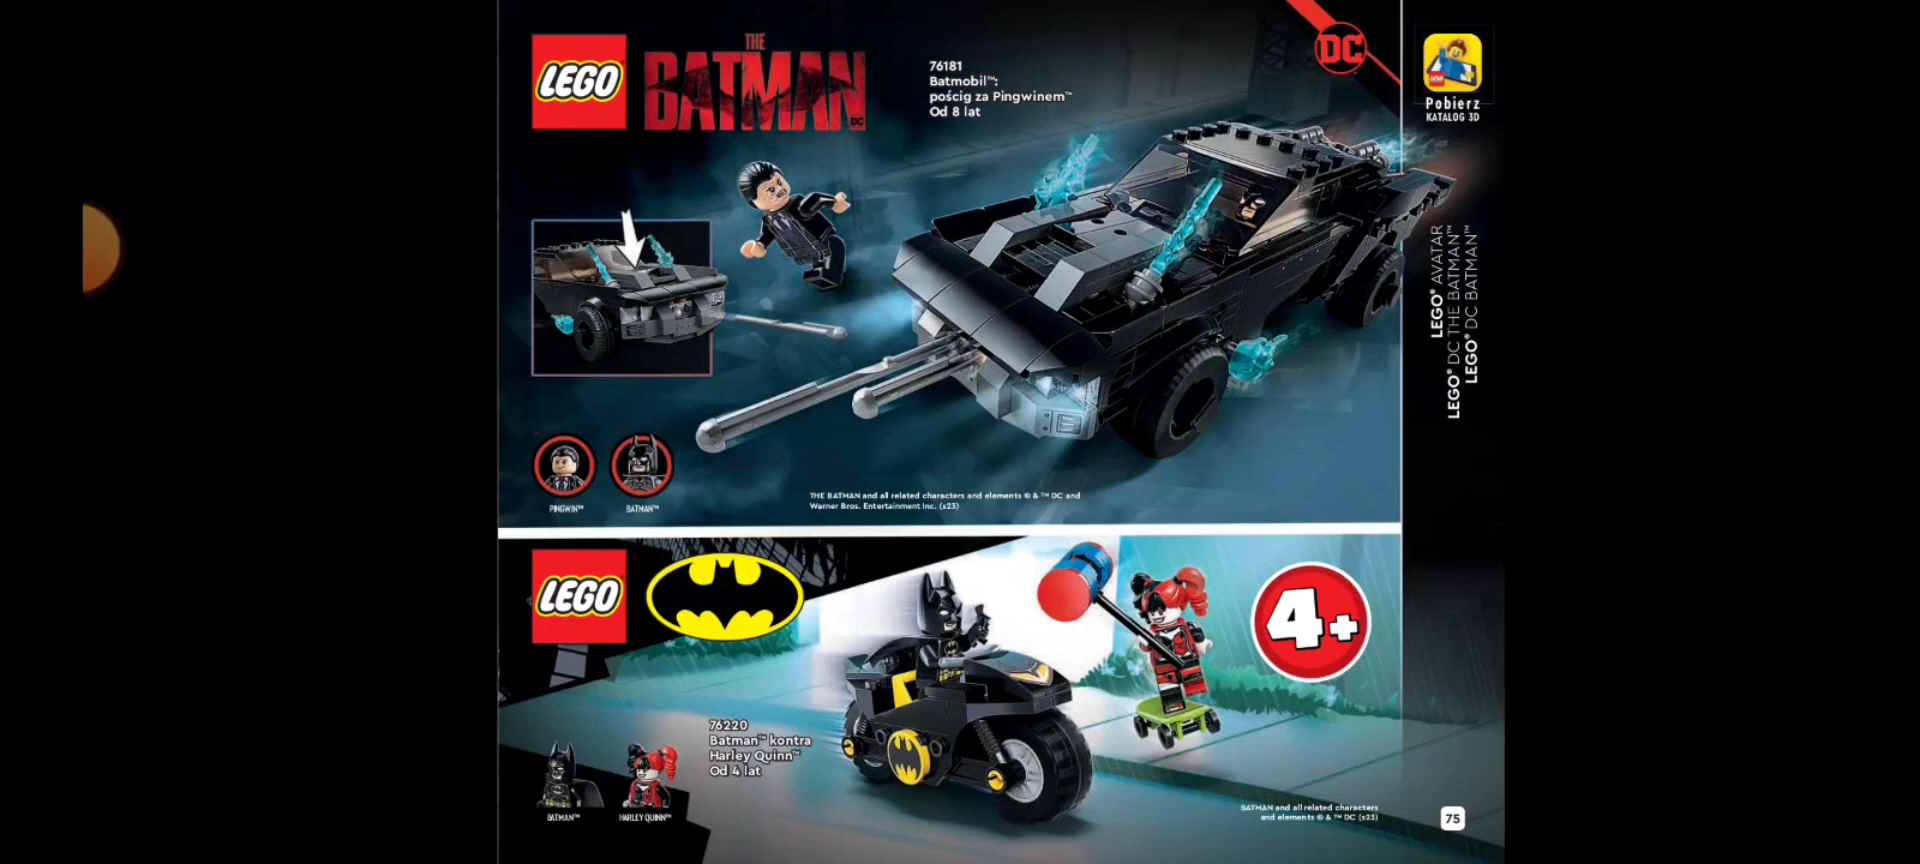 LEGO
THE
BATMAN
DC
76181
Batmobil™:
pościg za Pingwinem™
Od 8 lat
DC
LEGO
Pobierz
KATALOG 3D
LEGO® AVATAR
LEGO® DC THE BATMAN™
LEGO® DC BATMAN™
PINGWIN™
BATMAN™
THE BATMAN and all related characters and elements © & ™ DC and
Warner Bros. Entertainment Inc. (s23)
LEGO
4+
76220
Batman™ kontra
Harley Quinn™
Od 4 lat
BATMAN™
HARLEY QUINN™
BATMAN and all related characters
and elements © & ™ DC (s23)
75